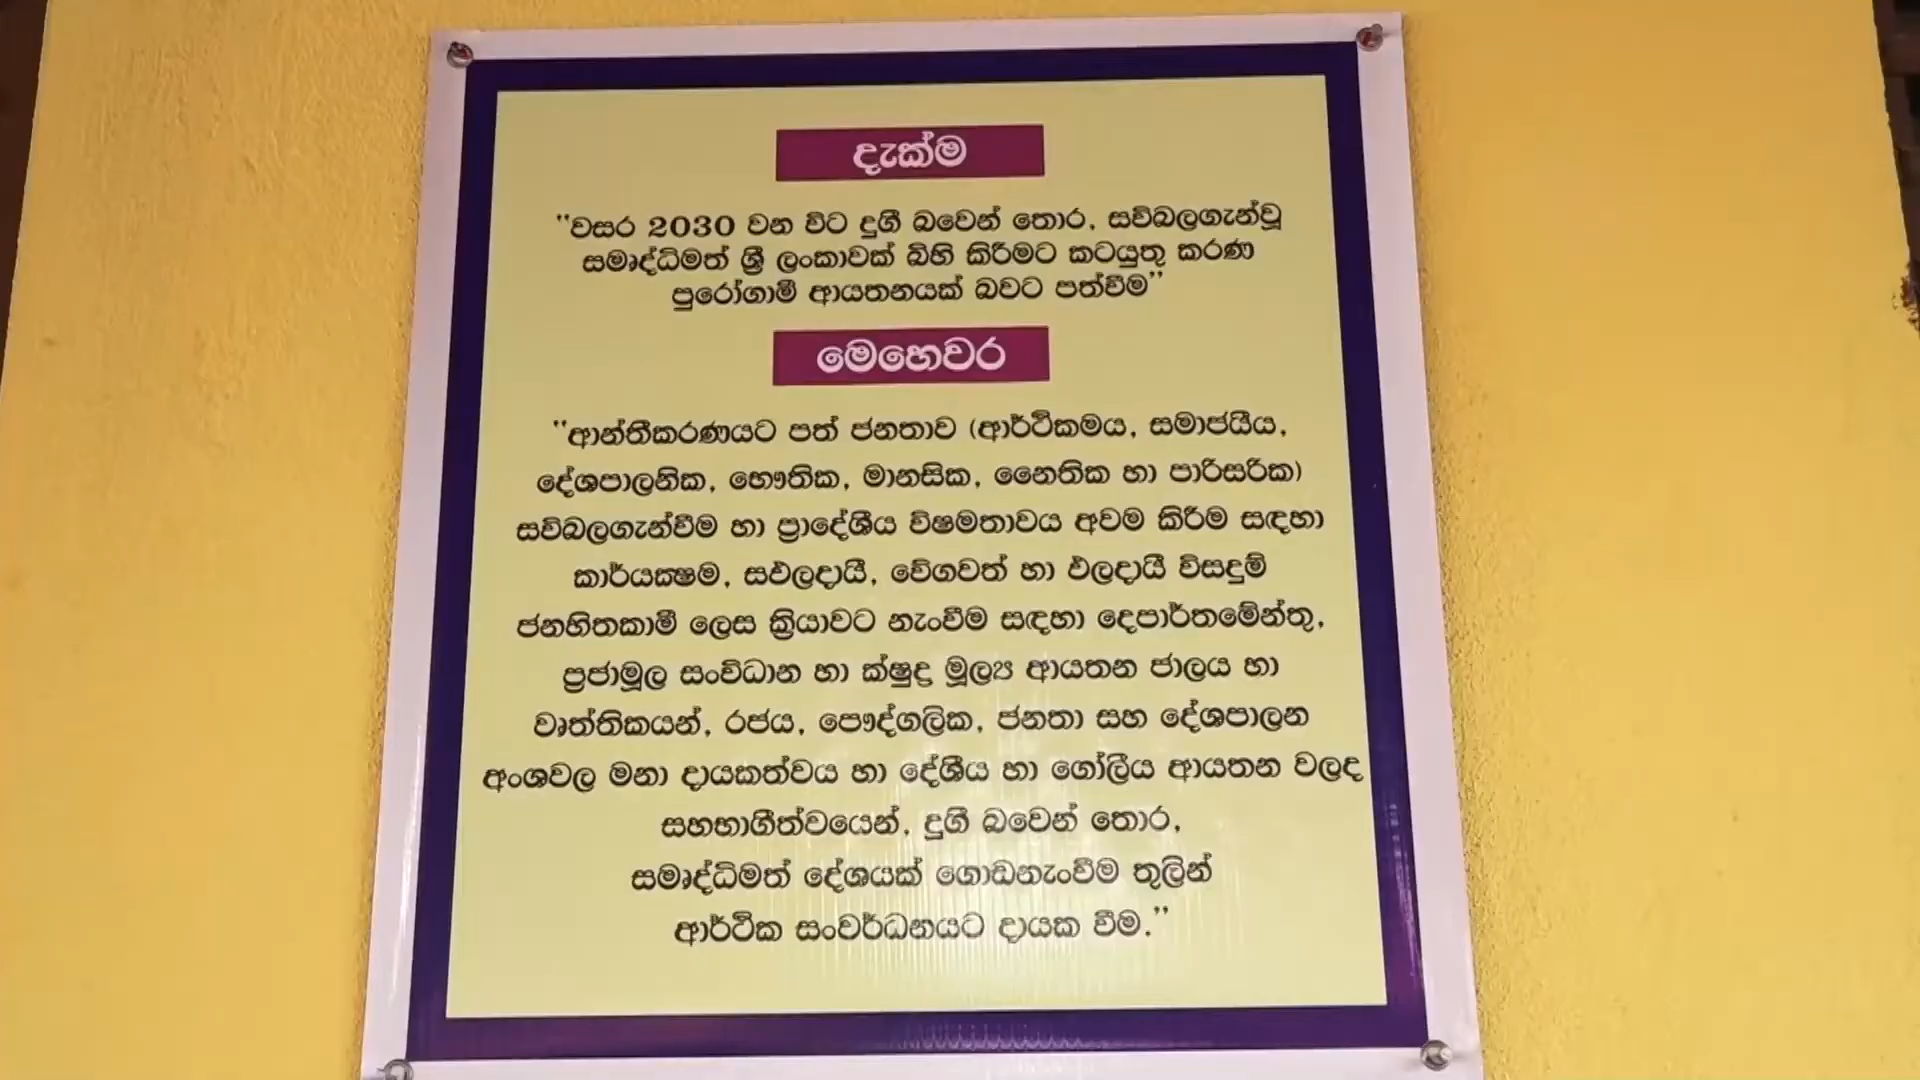 දැක්ම
"වසර 2030 වන විට දුගී බවෙන් තොර, සවිබලගැන්වූ
සමෘද්ධිමත් ශ්‍රී ලංකාවක් බිහි කිරීමට කටයුතු කරණ
පුරෝගාමී ආයතනයක් බවට පත්වීම"
මෙහෙවර
"ආන්තීකරණයට පත් ජනතාව (ආර්ථිකමය, සමාජයීය,
දේශපාලනික, භෞතික, මානසික, නෛතික හා පාරිසරික)
සවිබලගැන්වීම හා ප්‍රාදේශීය විෂමතාවය අවම කිරීම සඳහා
කාර්යක්ෂම, සඵලදායී, වේගවත් හා ඵලදායී විසදුම්
ජනහිතකාමී ලෙස ක්‍රියාවට නැංවීම සඳහා දෙපාර්තමේන්තු,
ප්‍රජාමූල සංවිධාන හා ක්ෂුද්‍ර මූල්‍ය ආයතන ජාලය හා
වෘත්තිකයන්, රජය, පෞද්ගලික, ජනතා සහ දේශපාලන
අංශවල මනා දායකත්වය හා දේශීය හා ගෝලීය ආයතන වලද
සහභාගීත්වයෙන්, දුගී බවෙන් තොර,
සමෘද්ධිමත් දේශයක් ගොඩනැංවීම තුලින්
ආර්ථික සංවර්ධනයට දායක වීම."